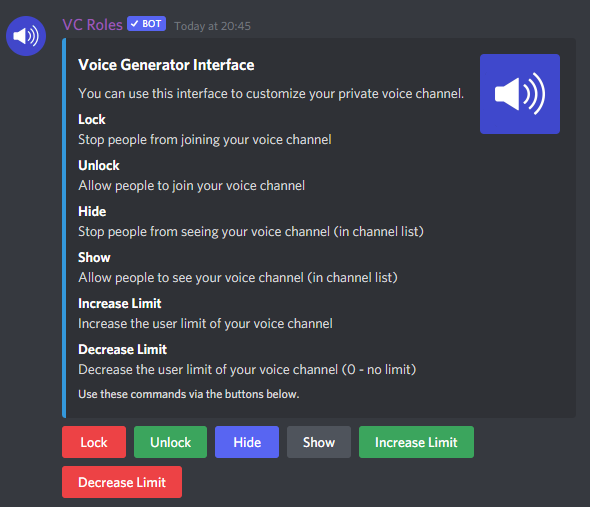 VC Roles ✓ BOT Today at 20:45
Voice Generator Interface
You can use this interface to customize your private voice channel.
Lock
Stop people from joining your voice channel
Unlock
Allow people to join your voice channel
Hide
Stop people from seeing your voice channel (in channel list)
Show
Allow people to see your voice channel (in channel list)
Increase Limit
Increase the user limit of your voice channel
Decrease Limit
Decrease the user limit of your voice channel (0 - no limit)
Use these commands via the buttons below.
Lock Unlock Hide Show Increase Limit
Decrease Limit